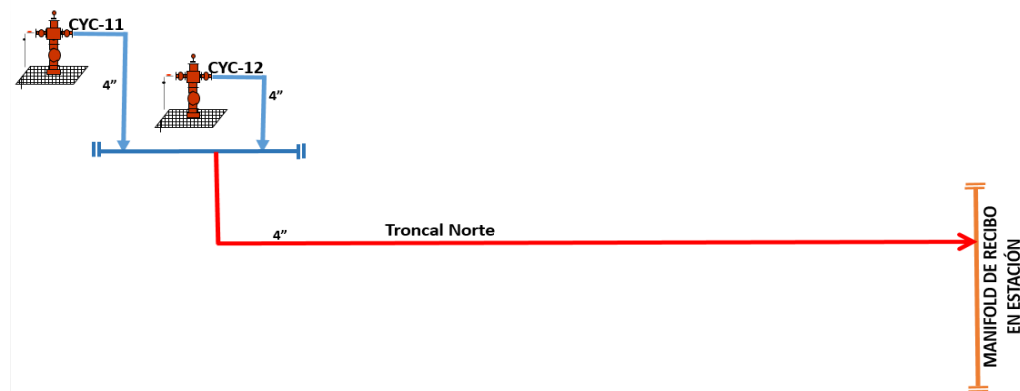 CYC-11
CYC-12
4”
4”
4”
Troncal Norte
MANIFOLD DE RECIBO
EN ESTACIÓN